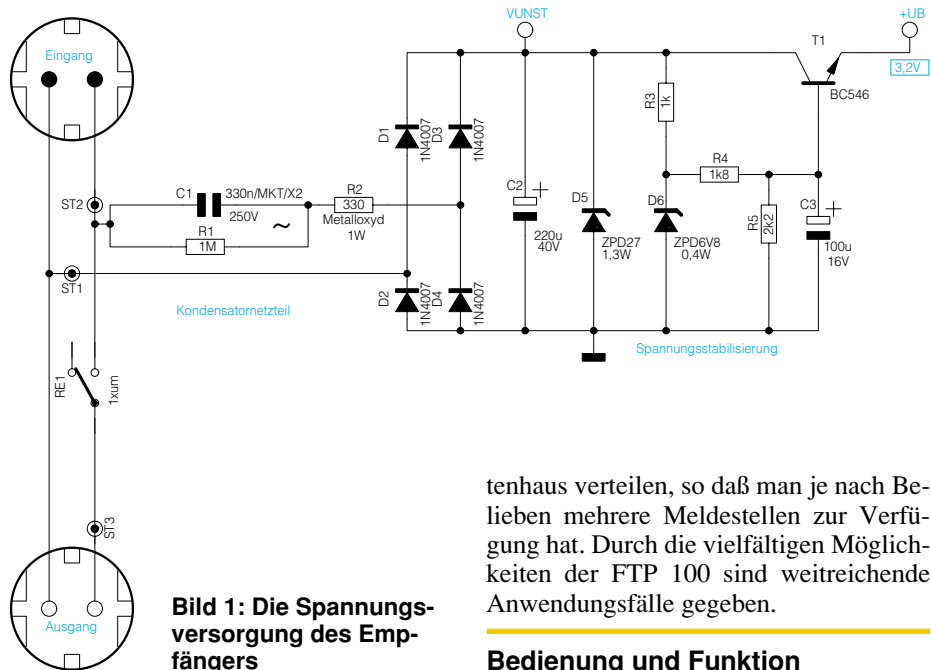 VUNST
+UB
Eingang
T1
3,2V
BC546
R3
1k
D1
1N4007
D3
1N4007
R4
1k8
C1
330n/MKT/X2
R2
330
C2
+
D5
D6
R5
2k2
C3
+
ST2
250V
~
Metalloxyd
1W
R1
1M
220u
40V
ZPD27
1,3W
ZPD6V8
0,4W
100u
16V
ST1
D2
1N4007
D4
1N4007
Kondensatornetzteil
Spannungsstabilisierung
RE1
1xum
ST3
Ausgang
Bild 1: Die Spannungs-
versorgung des Emp-
fängers
tenhaus verteilen, so daß man je nach Be-
lieben mehrere Meldestellen zur Verfü-
gung hat. Durch die vielfältigen Möglich-
keiten der FTP 100 sind weitreichende
Anwendungsfälle gegeben.
Bedienung und Funktion